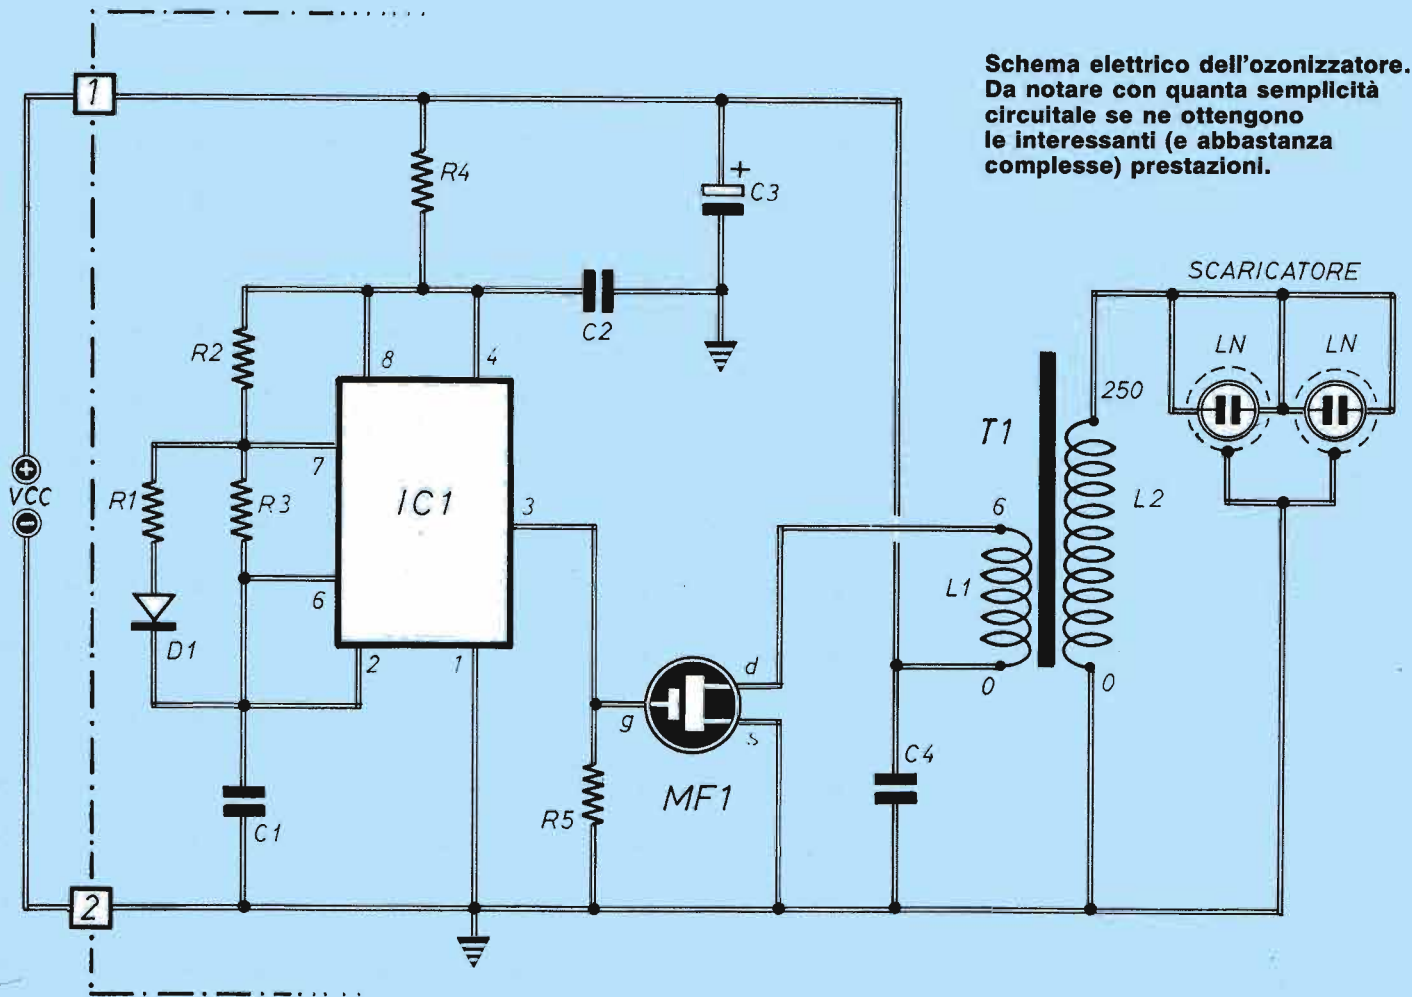 Schema elettrico dell'ozonizzatore.
Da notare con quanta semplicità
circuitale se ne ottengono
le interessanti (e abbastanza
complesse) prestazioni.
1
R4
+
C3
SCARICATORE
C2
R2
8
4
LN
LN
250
T1
7
R1
R3
IC1
3
6
L2
+
VCC
-
6
L1
D1
2
1
d
0
0
g
s
C4
MF1
R5
C1
2